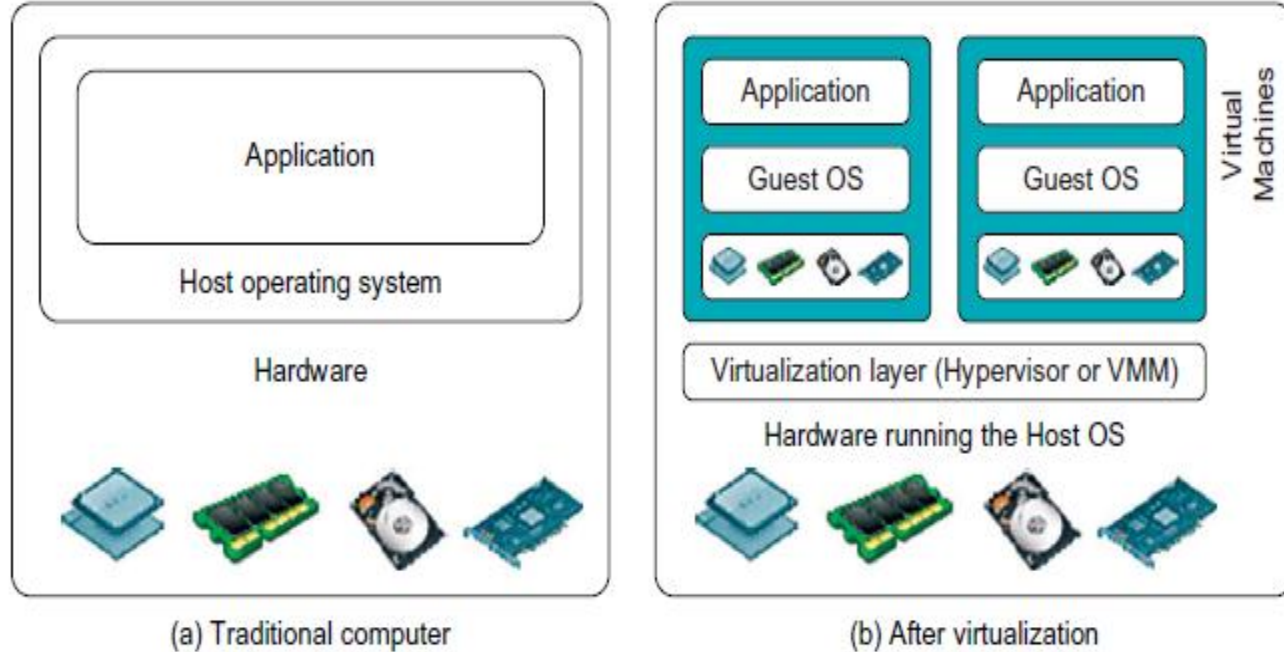 Application
Host operating system
Hardware
(a) Traditional computer
Application
Guest OS
Application
Guest OS
Virtual
Machines
Virtualization layer (Hypervisor or VMM)
Hardware running the Host OS
(b) After virtualization